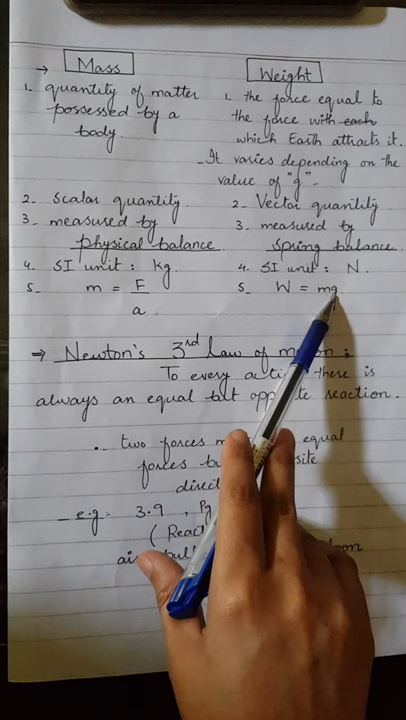 → Mass
1. quantity of matter
possessed by a
body.
2. Scalar quantity.
3. measured by
physical balance.
4. SI unit : kg.
5. m = F/a.
Weight
1. the force equal to
the force with each
which Earth attracts it.
- It varies depending on the
value of "g".
2. Vector quantity.
3. measured by
spring balance.
4. SI unit : N.
5. W = mg
⇒ Newton's 3rd law of
To every there is
always an equal but reaction.
two forces equal
forces
e.g: 3.9 ,